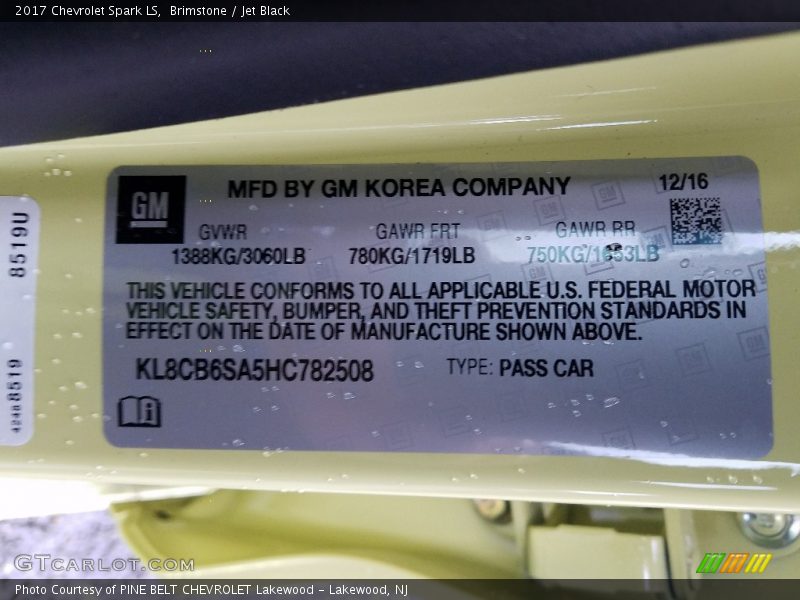 2017 Chevrolet Spark LS, Brimstone / Jet Black
GM
MFD BY GM KOREA COMPANY
12/16
GVWR GAWR FRT GAWR RR
1388KG/3060LB 780KG/1719LB 750KG/1653LB
THIS VEHICLE CONFORMS TO ALL APPLICABLE U.S. FEDERAL MOTOR
VEHICLE SAFETY, BUMPER, AND THEFT PREVENTION STANDARDS IN
EFFECT ON THE DATE OF MANUFACTURE SHOWN ABOVE.
KL8CB6SA5HC782508 TYPE: PASS CAR
8519U
8519
GTCARLOT.COM
Photo Courtesy of PINE BELT CHEVROLET Lakewood - Lakewood, NJ